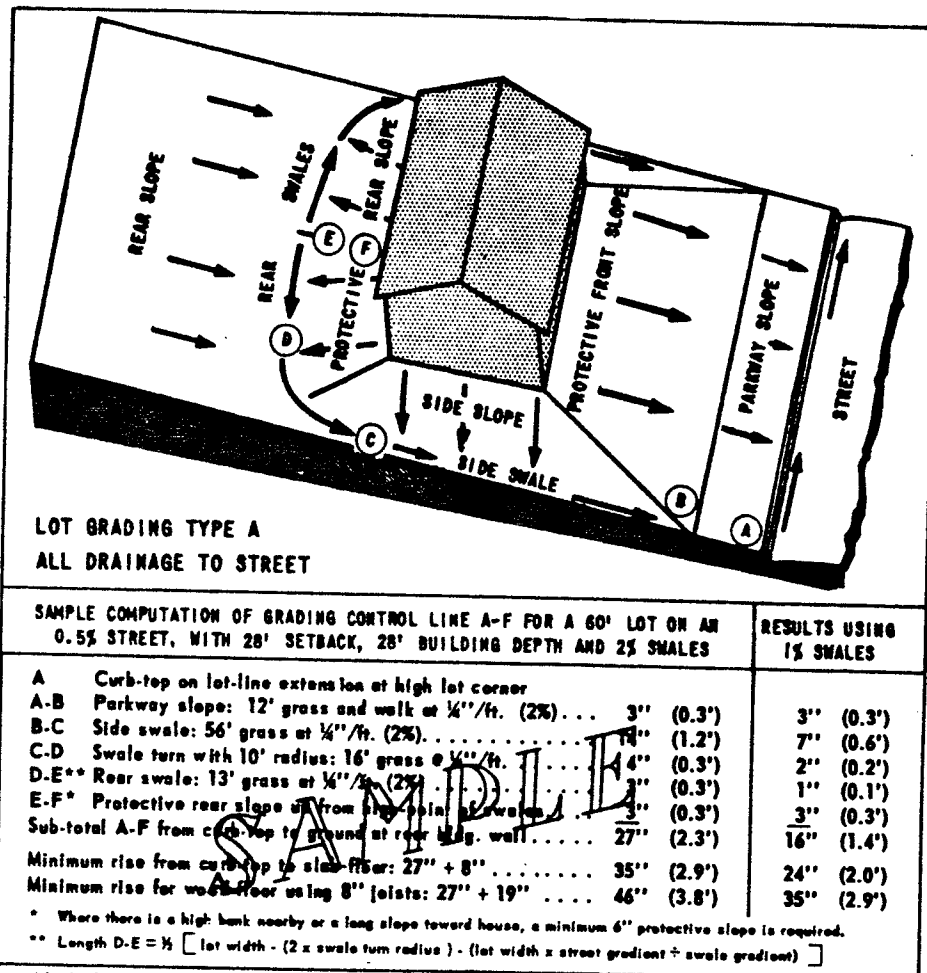 REAR SLOPE
SWALES
REAR SLOPE
REAR
PROTECTIVE
E
F
D
C
SIDE SLOPE
SIDE SWALE
PROTECTIVE FRONT SLOPE
PARKWAY SLOPE
STREET
B
A
LOT GRADING TYPE A
ALL DRAINAGE TO STREET
SAMPLE COMPUTATION OF GRADING CONTROL LINE A-F FOR A 60' LOT ON AN
0.5% STREET, WITH 28' SETBACK, 28' BUILDING DEPTH AND 2% SWALES
RESULTS USING
1% SWALES
A Curb-top on lot-line extension at high lot corner
A-B Parkway slope: 12' grass and walk at ¼''/ft. (2%)... 3'' (0.3') 3'' (0.3')
B-C Side swale: 56' grass at ¼''/ft. (2%)........ 14'' (1.2') 7'' (0.6')
C-D Swale turn with 10' radius: 16' grass @ ¼''/ft. 4'' (0.3') 2'' (0.2')
D-E** Rear swale: 13' grass at ¼''/ft. (2%) 3'' (0.3') 1'' (0.1')
E-F* Protective rear slope up from high point of swales 3'' (0.3') 3'' (0.3')
Sub-total A-F from curb-top to ground at rear bldg. wall 27'' (2.3') 16'' (1.4')
Minimum rise from curb-top to slab-floor: 27'' + 8'' ........ 35'' (2.9') 24'' (2.0')
Minimum rise for wood-floor using 8'' joists: 27'' + 19'' .... 46'' (3.8') 35'' (2.9')
SAMPLE
* Where there is a high bank nearby or a long slope toward house, a minimum 6'' protective slope is required.
** Length D-E = ½ [ lot width - (2 x swale turn radius ) - (lot width x street gradient ÷ swale gradient) ]